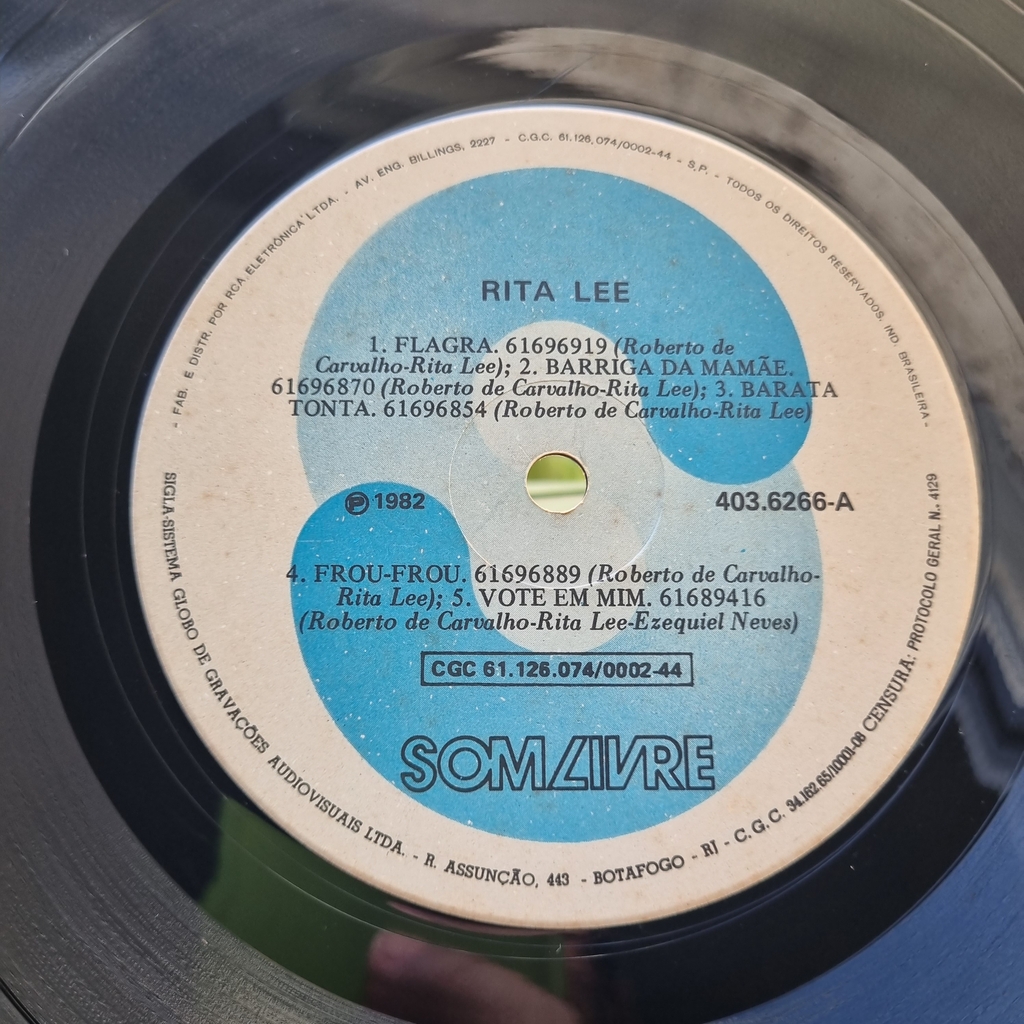 - FAB. E DISTR. POR RCA ELETRÔNICA LTDA. - AV. ENG. BILLINGS, 2227 - C.G.C. 61.126.074/0002-44 - S.P. - TODOS OS DIREITOS RESERVADOS. IND. BRASILEIRA -
RITA LEE
1. FLAGRA. 61696919 (Roberto de
Carvalho-Rita Lee); 2. BARRIGA DA MAMÃE.
61696870 (Roberto de Carvalho-Rita Lee); 3. BARATA
TONTA. 61696854 (Roberto de Carvalho-Rita Lee)
℗ 1982
403.6266-A
4. FROU-FROU. 61696889 (Roberto de Carvalho-
Rita Lee); 5. VOTE EM MIM. 61689416
(Roberto de Carvalho-Rita Lee-Ezequiel Neves)
CGC 61.126.074/0002-44
SOM LIVRE
SIGLA-SISTEMA GLOBO DE GRAVAÇÕES AUDIOVISUAIS LTDA. - R. ASSUNÇÃO, 443 - BOTAFOGO - RJ - C.G.C. 34.162.65/10001-08 CENSURA: PROTOCOLO GERAL N. 4129